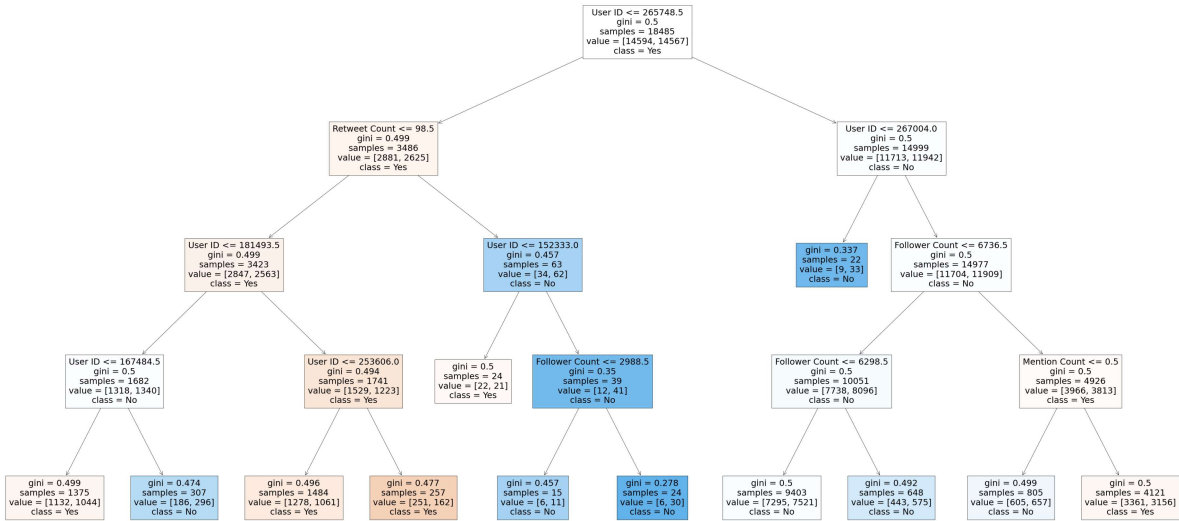 User ID <= 265748.5
gini = 0.5
samples = 18485
value = [14594, 14567]
class = Yes
Retweet Count <= 98.5
gini = 0.499
samples = 3486
value = [2881, 2625]
class = Yes
User ID <= 267004.0
gini = 0.5
samples = 14999
value = [11713, 11942]
class = No
User ID <= 181493.5
gini = 0.499
samples = 3423
value = [2847, 2563]
class = Yes
User ID <= 152333.0
gini = 0.457
samples = 63
value = [34, 62]
class = No
gini = 0.337
samples = 22
value = [9, 33]
class = No
Follower Count <= 6736.5
gini = 0.5
samples = 14977
value = [11704, 11909]
class = No
User ID <= 167484.5
gini = 0.5
samples = 1682
value = [1318, 1340]
class = No
User ID <= 253606.0
gini = 0.494
samples = 1741
value = [1529, 1223]
class = Yes
gini = 0.5
samples = 24
value = [22, 21]
class = Yes
Follower Count <= 2988.5
gini = 0.35
samples = 39
value = [12, 41]
class = No
Follower Count <= 6298.5
gini = 0.5
samples = 10051
value = [7738, 8096]
class = No
Mention Count <= 0.5
gini = 0.5
samples = 4926
value = [3966, 3813]
class = Yes
gini = 0.499
samples = 1375
value = [1132, 1044]
class = Yes
gini = 0.474
samples = 307
value = [186, 296]
class = No
gini = 0.496
samples = 1484
value = [1278, 1061]
class = Yes
gini = 0.477
samples = 257
value = [251, 162]
class = Yes
gini = 0.457
samples = 15
value = [6, 11]
class = No
gini = 0.278
samples = 24
value = [6, 30]
class = No
gini = 0.5
samples = 9403
value = [7295, 7521]
class = No
gini = 0.492
samples = 648
value = [443, 575]
class = No
gini = 0.499
samples = 805
value = [605, 657]
class = No
gini = 0.5
samples = 4121
value = [3361, 3156]
class = Yes